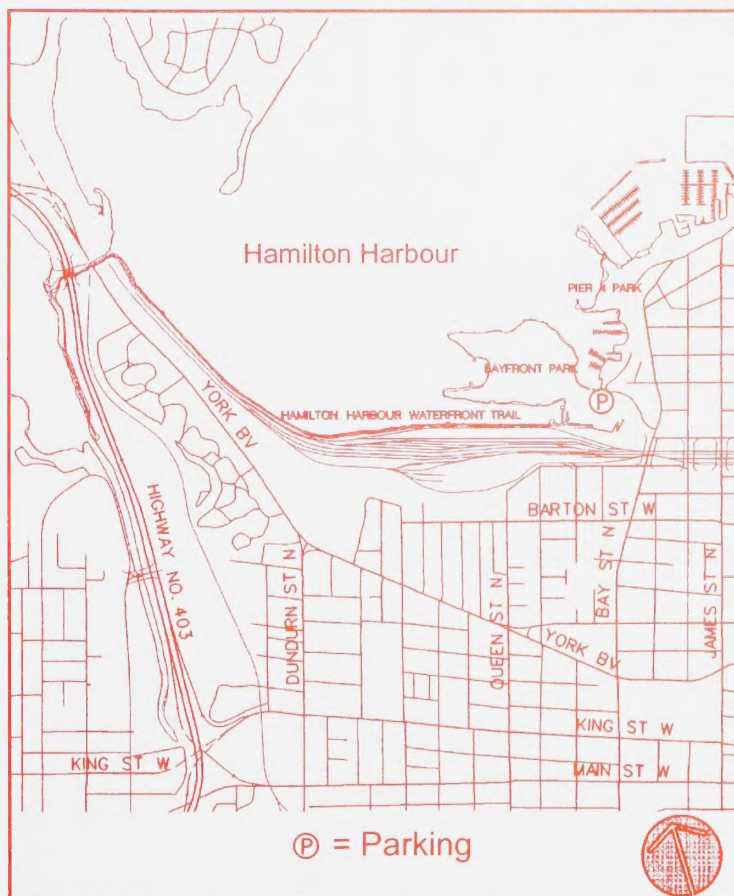 Hamilton Harbour
PIER 4 PARK
BAYFRONT PARK
P
HAMILTON HARBOUR WATERFRONT TRAIL
YORK BV
HIGHWAY NO. 403
BARTON ST W
DUNDURN ST N
QUEEN ST N
BAY ST N
JAMES ST N
YORK BV
KING ST W
KING ST W
MAIN ST W
P = Parking